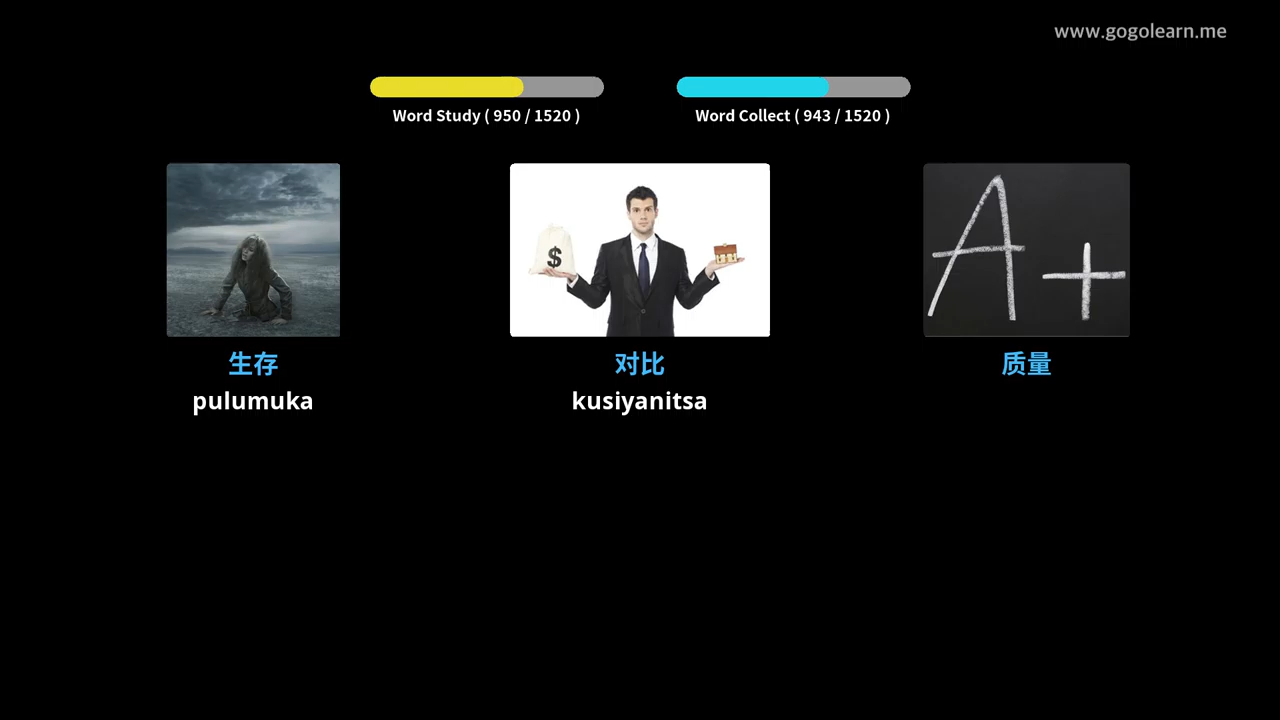 www.gogolearn.me
Word Study ( 950 / 1520 )
Word Collect ( 943 / 1520 )
$
A+
生存
对比
质量
pulumuka
kusiyanitsa